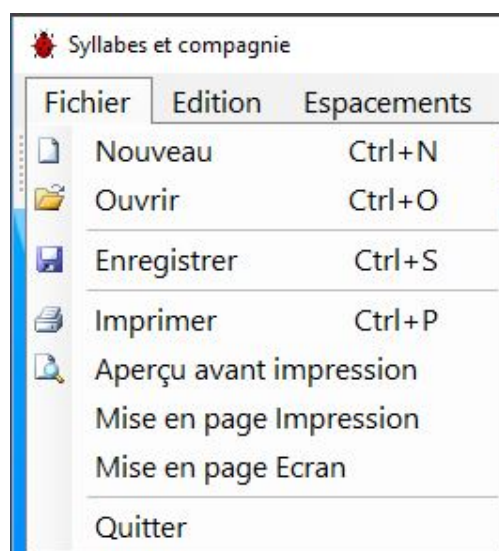 Syllabes et compagnie
Fichier Edition Espacements
Nouveau Ctrl+N
Ouvrir Ctrl+O
Enregistrer Ctrl+S
Imprimer Ctrl+P
Aperçu avant impression
Mise en page Impression
Mise en page Ecran
Quitter